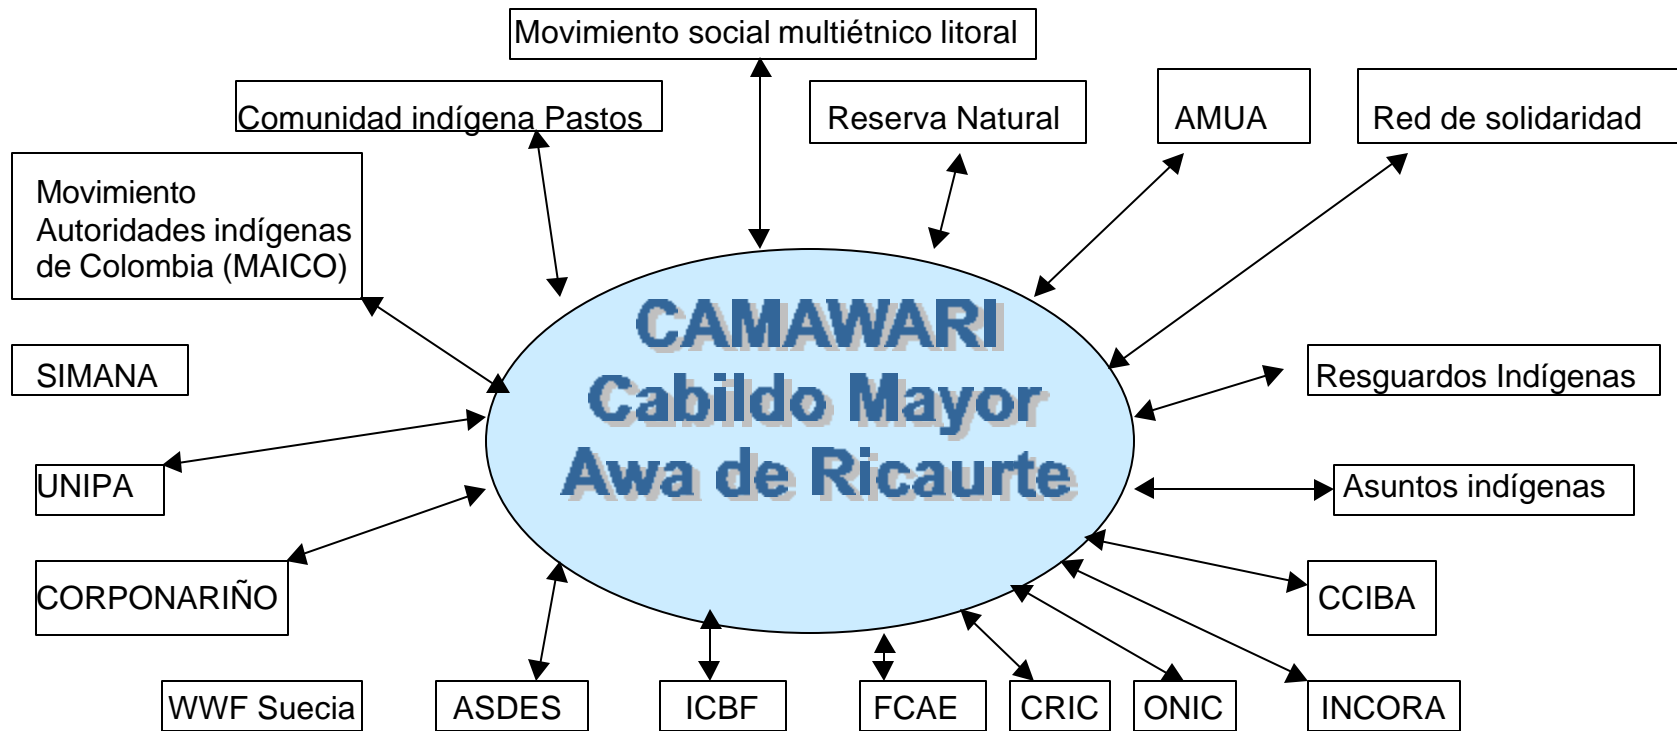 Movimiento social multiétnico litoral
Comunidad indígena Pastos
Reserva Natural
AMUA
Red de solidaridad
Movimiento
Autoridades indígenas
de Colombia (MAICO)
CAMAWARI
Cabildo Mayor
Awa de Ricaurte
SIMANA
Resguardos Indígenas
UNIPA
Asuntos indígenas
CORPONARIÑO
CCIBA
WWF Suecia
ASDES
ICBF
FCAE
CRIC
ONIC
INCORA